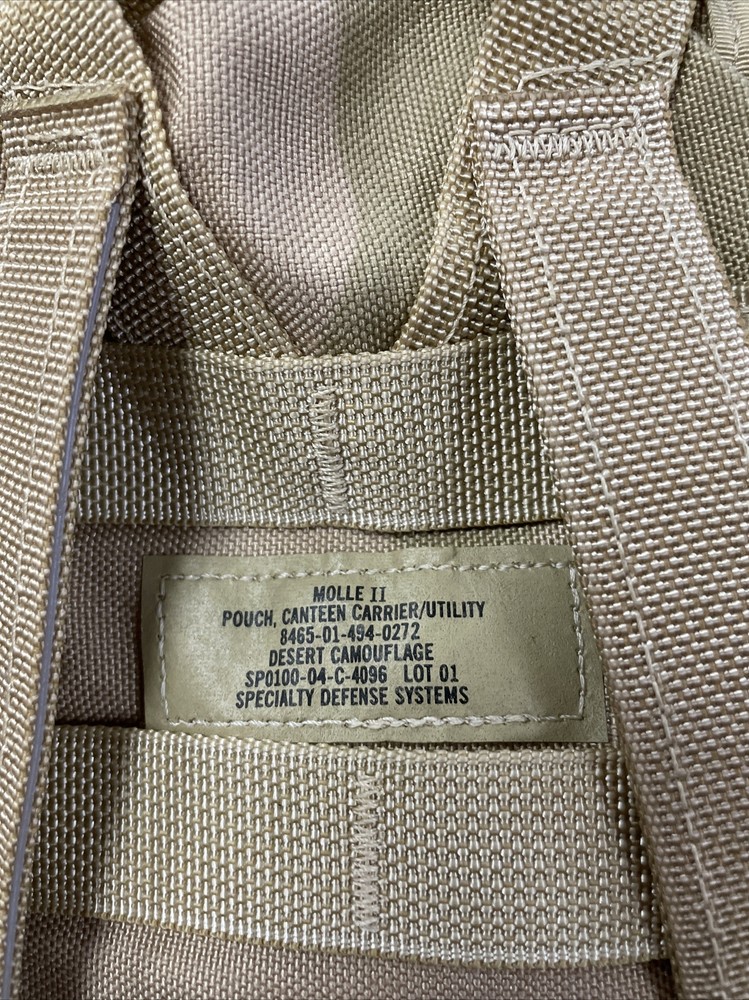 MOLLE II
POUCH, CANTEEN CARRIER/UTILITY
8465-01-494-0272
DESERT CAMOUFLAGE
SP0100-04-C-4096 LOT 01
SPECIALTY DEFENSE SYSTEMS